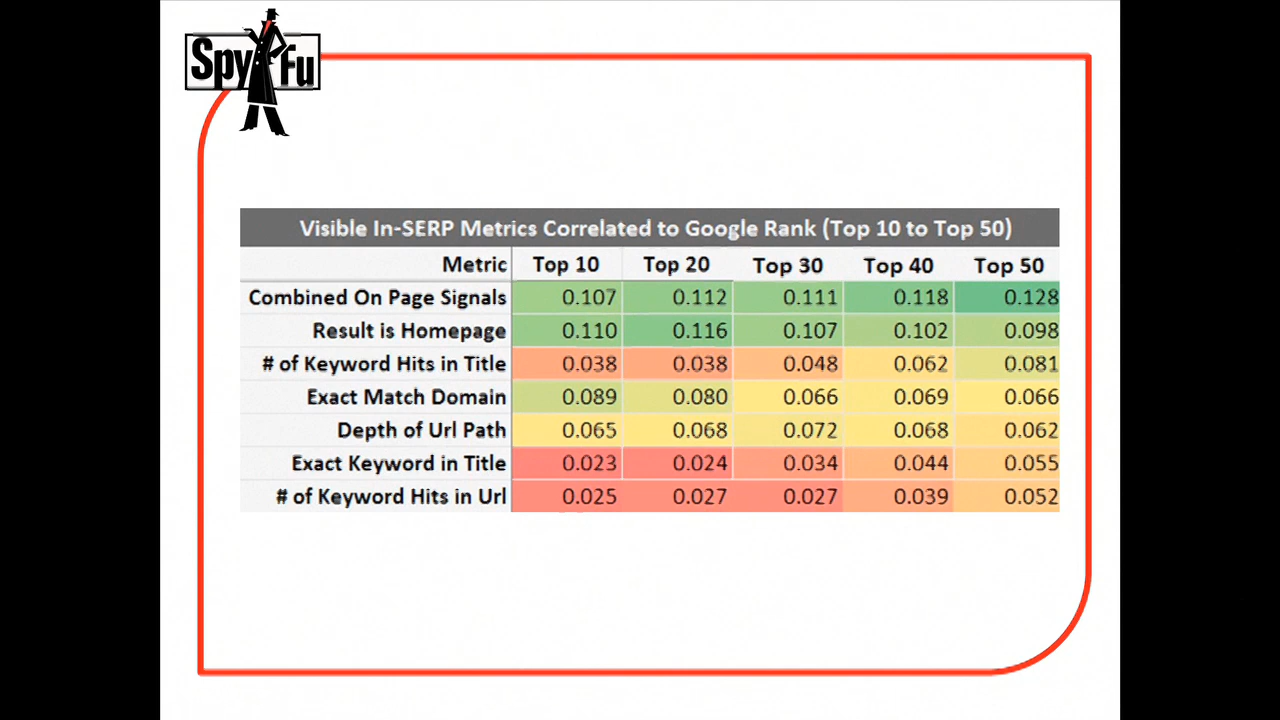 Spy Fu
Visible In-SERP Metrics Correlated to Google Rank (Top 10 to Top 50)
Metric Top 10 Top 20 Top 30 Top 40 Top 50
Combined On Page Signals 0.107 0.112 0.111 0.118 0.128
Result is Homepage 0.110 0.116 0.107 0.102 0.098
# of Keyword Hits in Title 0.038 0.038 0.048 0.062 0.081
Exact Match Domain 0.089 0.080 0.066 0.069 0.066
Depth of Url Path 0.065 0.068 0.072 0.068 0.062
Exact Keyword in Title 0.023 0.024 0.034 0.044 0.055
# of Keyword Hits in Url 0.025 0.027 0.027 0.039 0.052